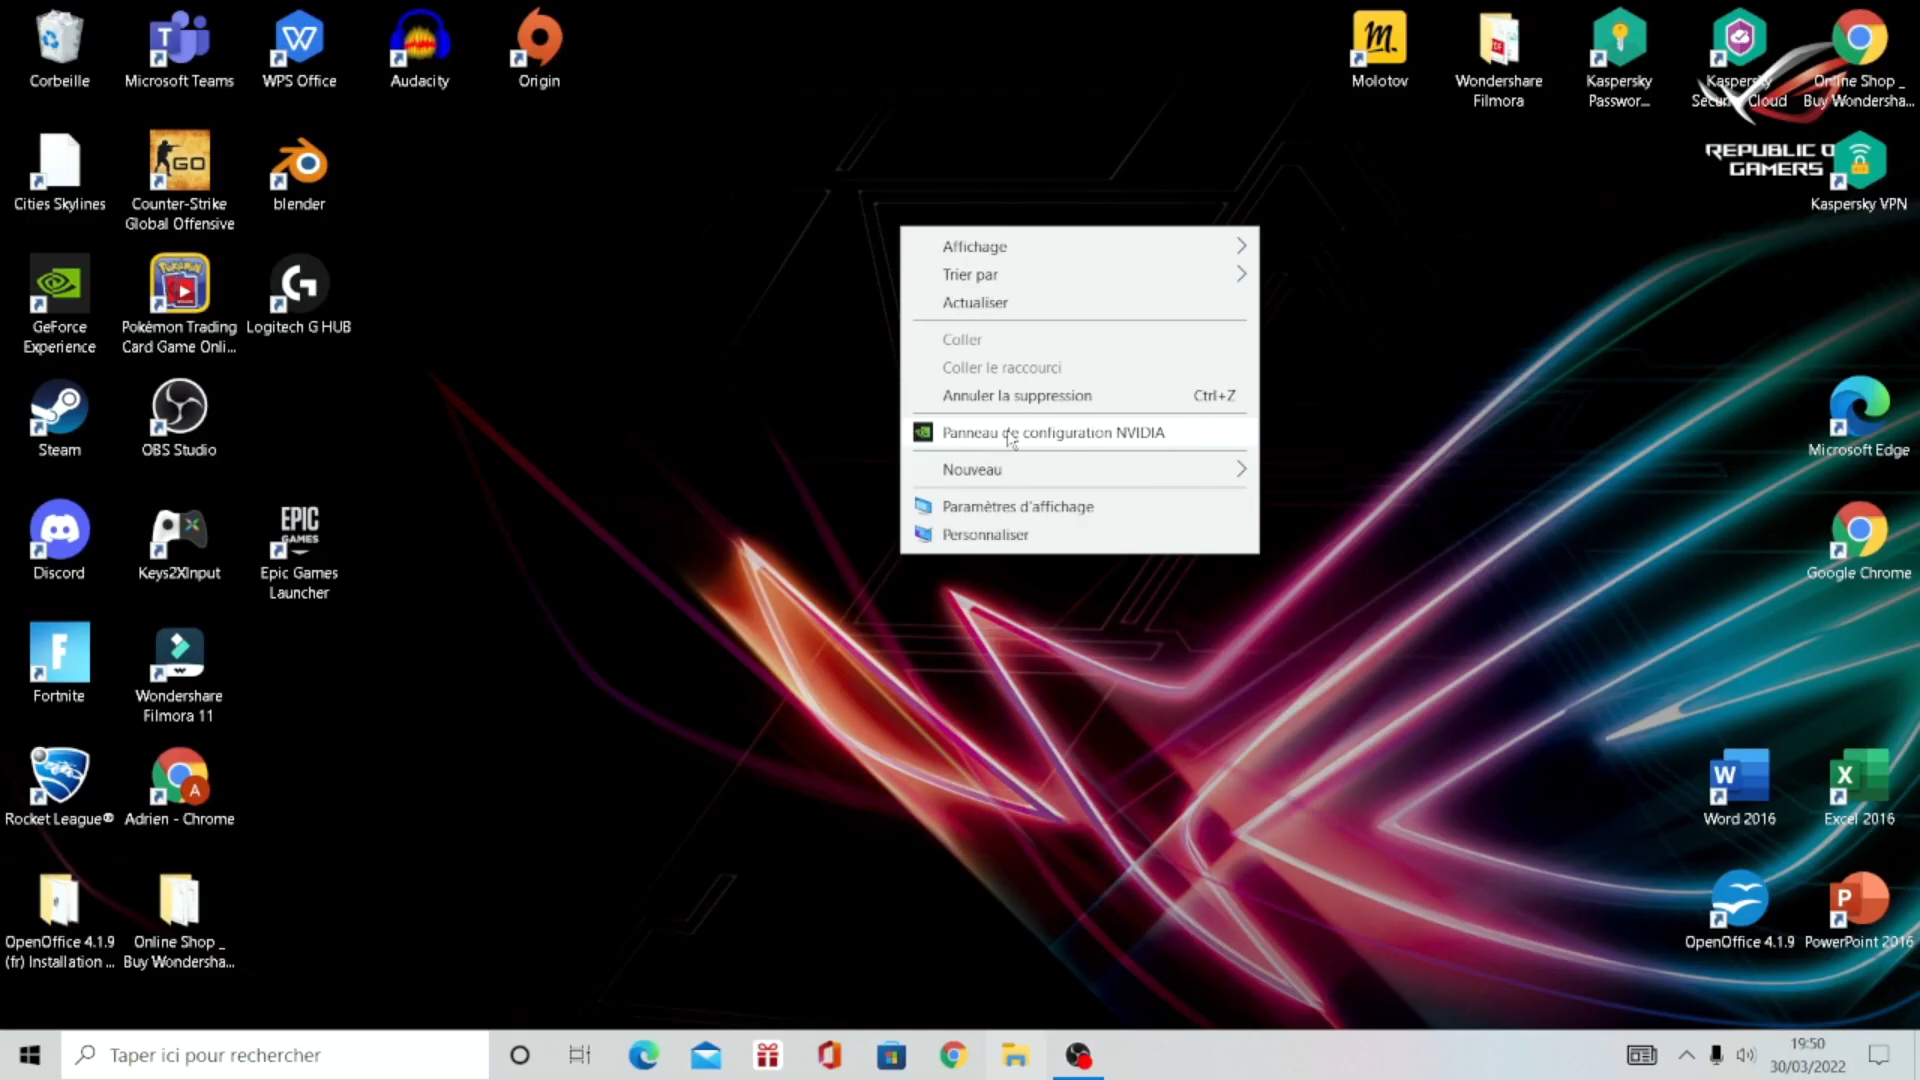 Corbeille
Microsoft Teams
WPS Office
Audacity
Origin
Molotov
Wondershare
Filmora
Kaspersky
Passwor...
Kaspersky
Cloud
Online Shop _
Buy Wondersha...
Cities Skylines
GO
Counter-Strike
Global Offensive
blender
REPUBLIC O
GAMERS
Kaspersky VPN
GeForce
Experience
Pokémon Trading
Card Game Onli...
Logitech G HUB
Affichage
Trier par
Actualiser
Coller
Coller le raccourci
Annuler la suppression Ctrl+Z
Panneau de configuration NVIDIA
Nouveau
Paramètres d'affichage
Personnaliser
Steam
OBS Studio
Microsoft Edge
Discord
Keys2XInput
EPIC
GAMES
Epic Games
Launcher
Google Chrome
Fortnite
Wondershare
Filmora 11
Rocket League®
Adrien - Chrome
Word 2016
Excel 2016
OpenOffice 4.1.9
(fr) Installation ...
Online Shop _
Buy Wondersha...
OpenOffice 4.1.9
PowerPoint 2016
Taper ici pour rechercher
19:50
30/03/2022